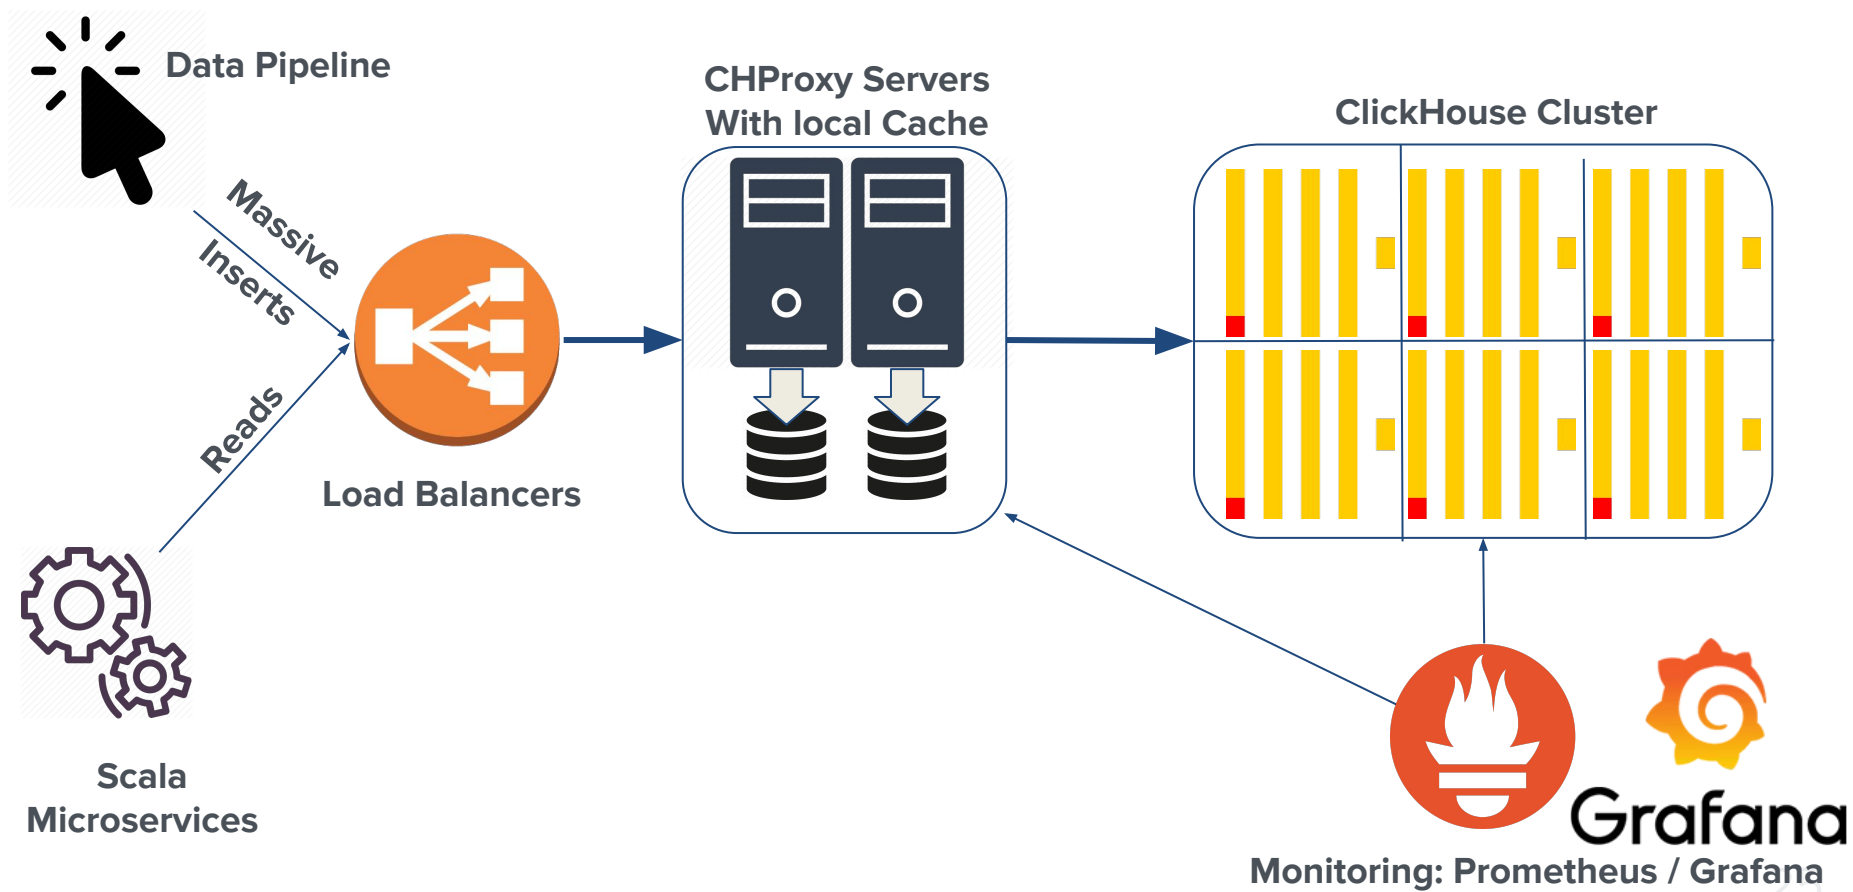 Data Pipeline
CHProxy Servers
With local Cache
ClickHouse Cluster
Massive
Inserts
Reads
Load Balancers
Scala
Microservices
Grafana
Monitoring: Prometheus / Grafana